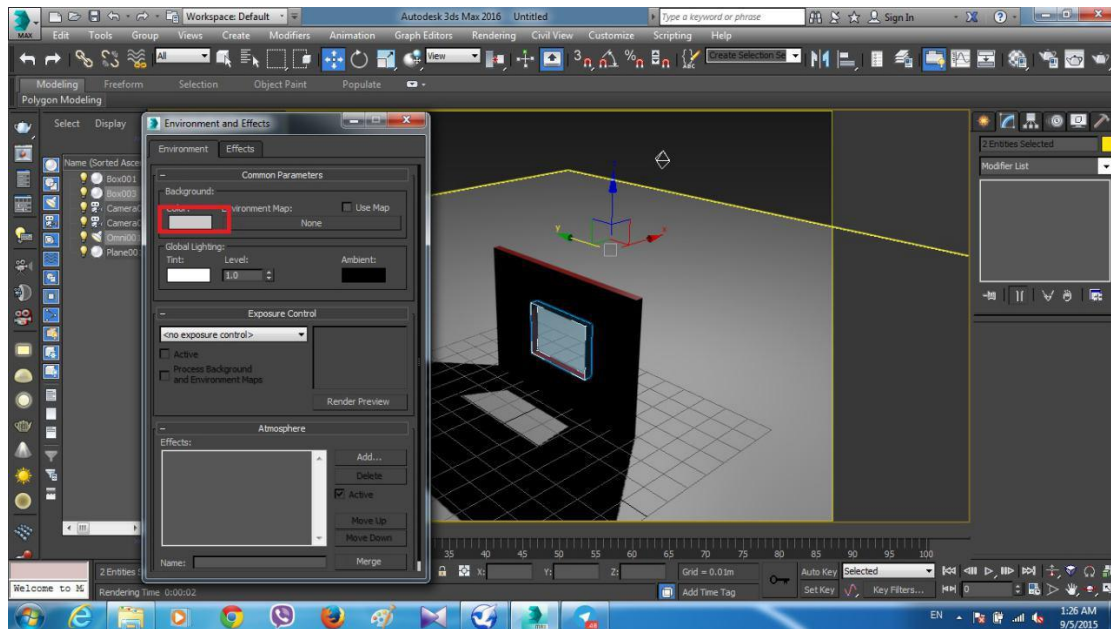 Workspace: Default
Autodesk 3ds Max 2016 Untitled
Type a keyword or phrase
Sign In
MAX
Edit Tools Group Views Create Modifiers Animation Graph Editors Rendering Civil View Customize Scripting Help
All
View
Create Selection Se
Modeling Freeform Selection Object Paint Populate
Polygon Modeling
Select Display
Name (Sorted Asce
Box001
Box003
Camera
Camera
Omni00
Plane00
Environment and Effects
Environment Effects
Common Parameters
Background:
Color: Environment Map: Use Map
None
Global Lighting:
Tint: Level: Ambient:
1.0
Exposure Control
<no exposure control>
Active
Process Background
and Environment Maps
Render Preview
Atmosphere
Effects:
Add...
Delete
Active
Move Up
Move Down
Name: Merge
z
y x
2 Entities Selected
Modifier List
35 40 45 50 55 60 65 70 75 80 85 90 95 100
2 Entities S
X: Y: Z: Grid = 0.01m
Auto Key Selected
Welcome to M
Rendering Time 0:00:02
Add Time Tag
Set Key Key Filters... 0
EN
1:26 AM
9/5/2015